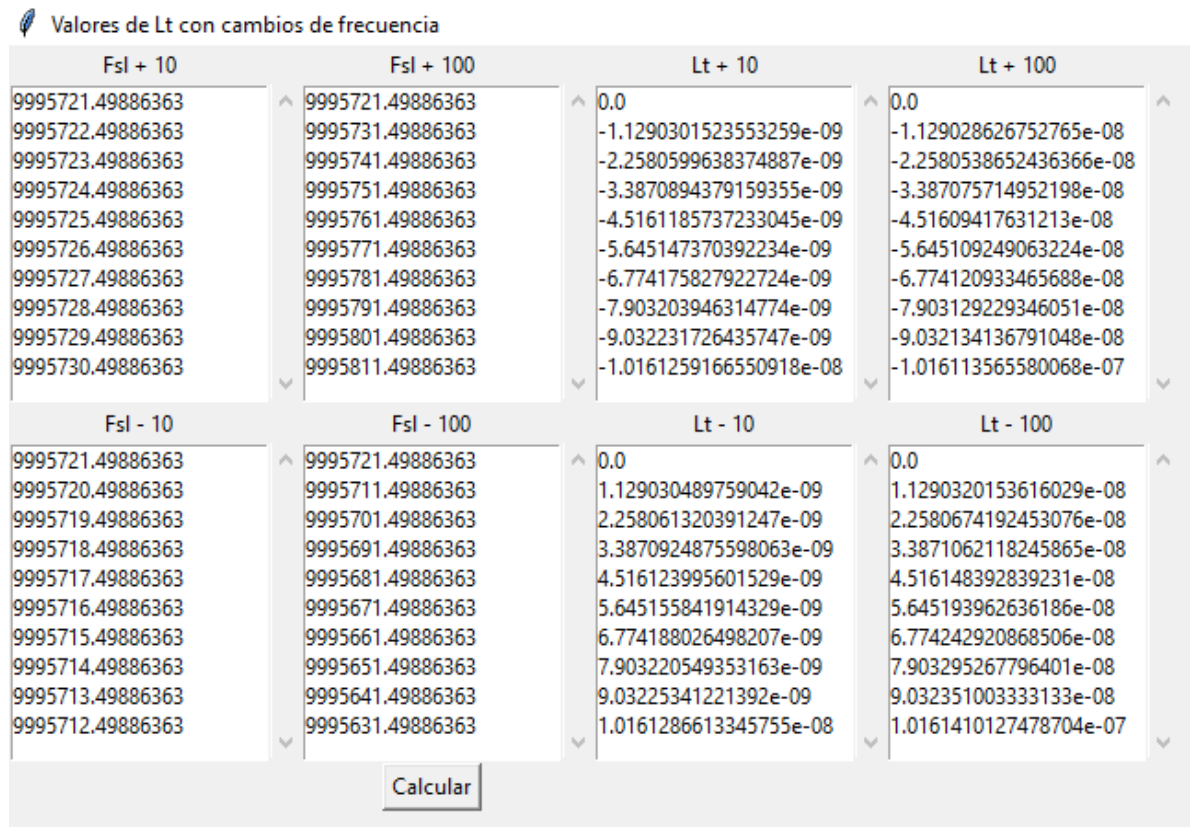 Valores de Lt con cambios de frecuencia
Fsl + 10 Fsl + 100 Lt + 10 Lt + 100
9995721.49886363 9995721.49886363 0.0 0.0
9995722.49886363 9995731.49886363 -1.1290301523553259e-09 -1.129028626752765e-08
9995723.49886363 9995741.49886363 -2.2580599638374887e-09 -2.2580538652436366e-08
9995724.49886363 9995751.49886363 -3.3870894379159355e-09 -3.387075714952198e-08
9995725.49886363 9995761.49886363 -4.5161185737233045e-09 -4.51609417631213e-08
9995726.49886363 9995771.49886363 -5.645147370392234e-09 -5.645109249063224e-08
9995727.49886363 9995781.49886363 -6.774175827922724e-09 -6.774120933465688e-08
9995728.49886363 9995791.49886363 -7.903203946314774e-09 -7.903129229346051e-08
9995729.49886363 9995801.49886363 -9.032231726435747e-09 -9.032134136791048e-08
9995730.49886363 9995811.49886363 -1.0161259166550918e-08 -1.016113565580068e-07
Fsl - 10 Fsl - 100 Lt - 10 Lt - 100
9995721.49886363 9995721.49886363 0.0 0.0
9995720.49886363 9995711.49886363 1.129030489759042e-09 1.1290320153616029e-08
9995719.49886363 9995701.49886363 2.258061320391247e-09 2.2580674192453076e-08
9995718.49886363 9995691.49886363 3.3870924875598063e-09 3.3871062118245865e-08
9995717.49886363 9995681.49886363 4.516123995601529e-09 4.516148392839231e-08
9995716.49886363 9995671.49886363 5.645155841914329e-09 5.645193962636186e-08
9995715.49886363 9995661.49886363 6.774188026498207e-09 6.774242920868506e-08
9995714.49886363 9995651.49886363 7.903220549353163e-09 7.903295267796401e-08
9995713.49886363 9995641.49886363 9.03225341221392e-09 9.032351003333133e-08
9995712.49886363 9995631.49886363 1.0161286613345755e-08 1.0161410127478704e-07
Calcular